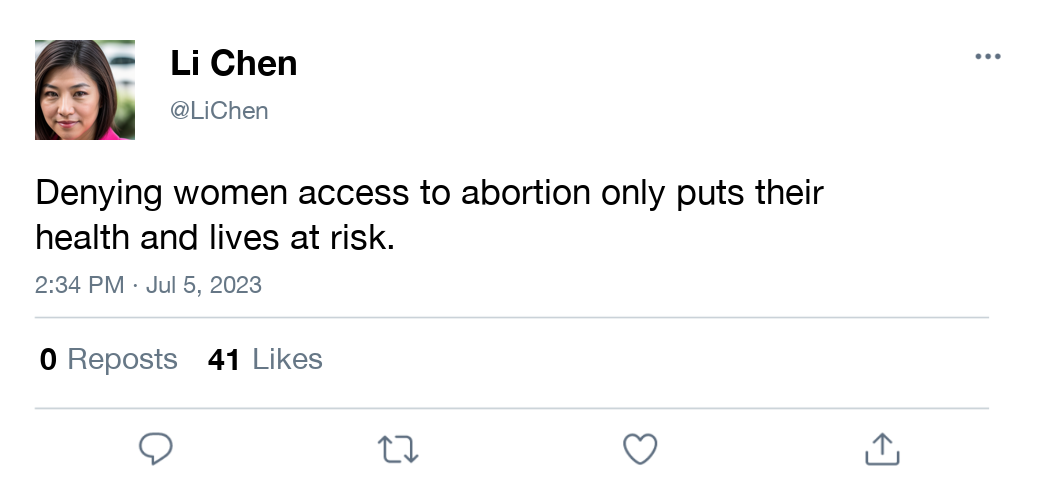 Li Chen
@LiChen
Denying women access to abortion only puts their
health and lives at risk.
2:34 PM · Jul 5, 2023
0 Reposts 41 Likes